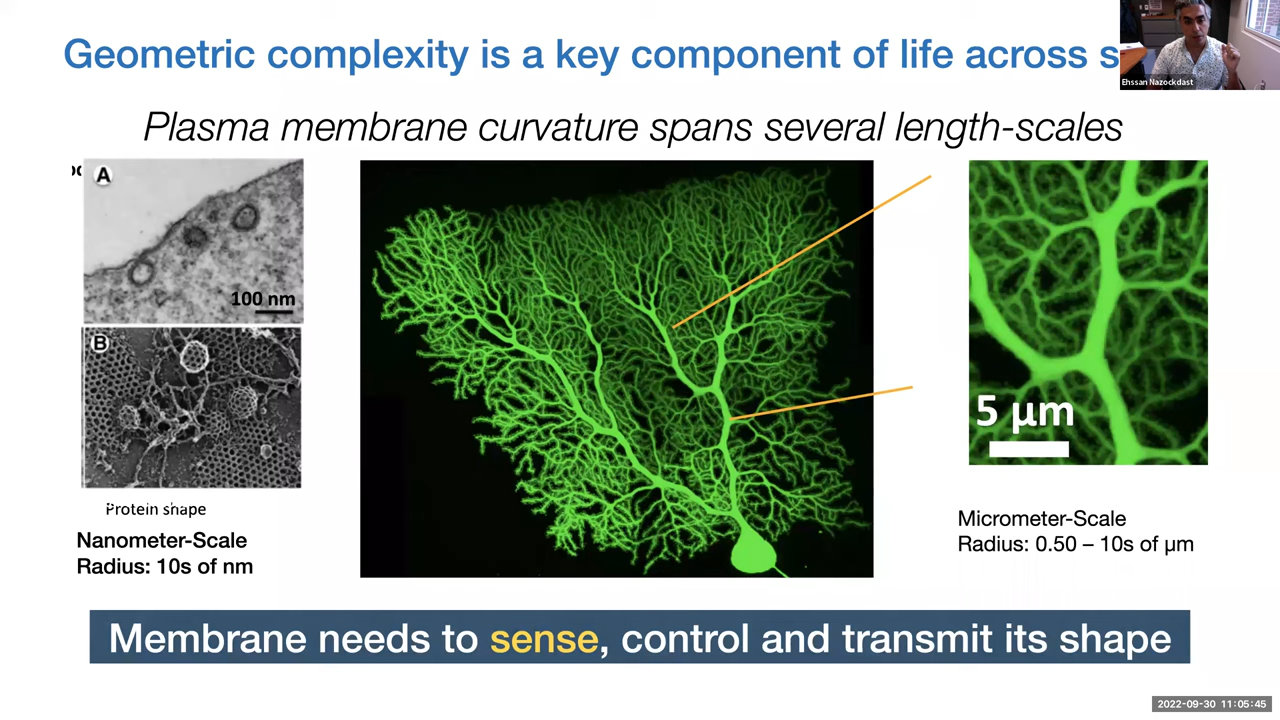 Geometric complexity is a key component of life across s
Ehssan Nazockdast
Plasma membrane curvature spans several length-scales
A
100 nm
B
5 μm
Protein shape
Nanometer-Scale
Radius: 10s of nm
Micrometer-Scale
Radius: 0.50 – 10s of μm
Membrane needs to sense, control and transmit its shape
2022-09-30 11:05:45